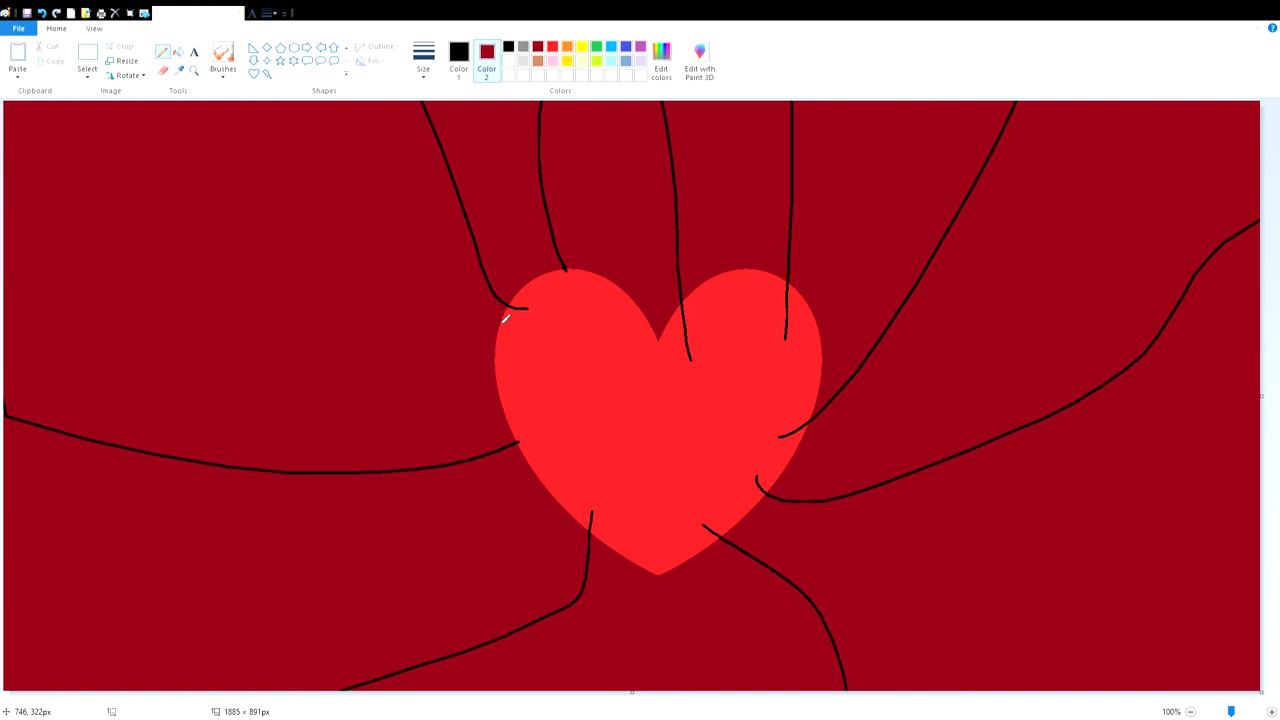 File Home View
Paste Cut Copy Select Crop Resize Rotate Brushes Outline Fill Size Color 1 Color 2 Edit colors Edit with Paint 3D
Clipboard Image Tools Shapes Colors
746, 322px 1885 × 891px 100%